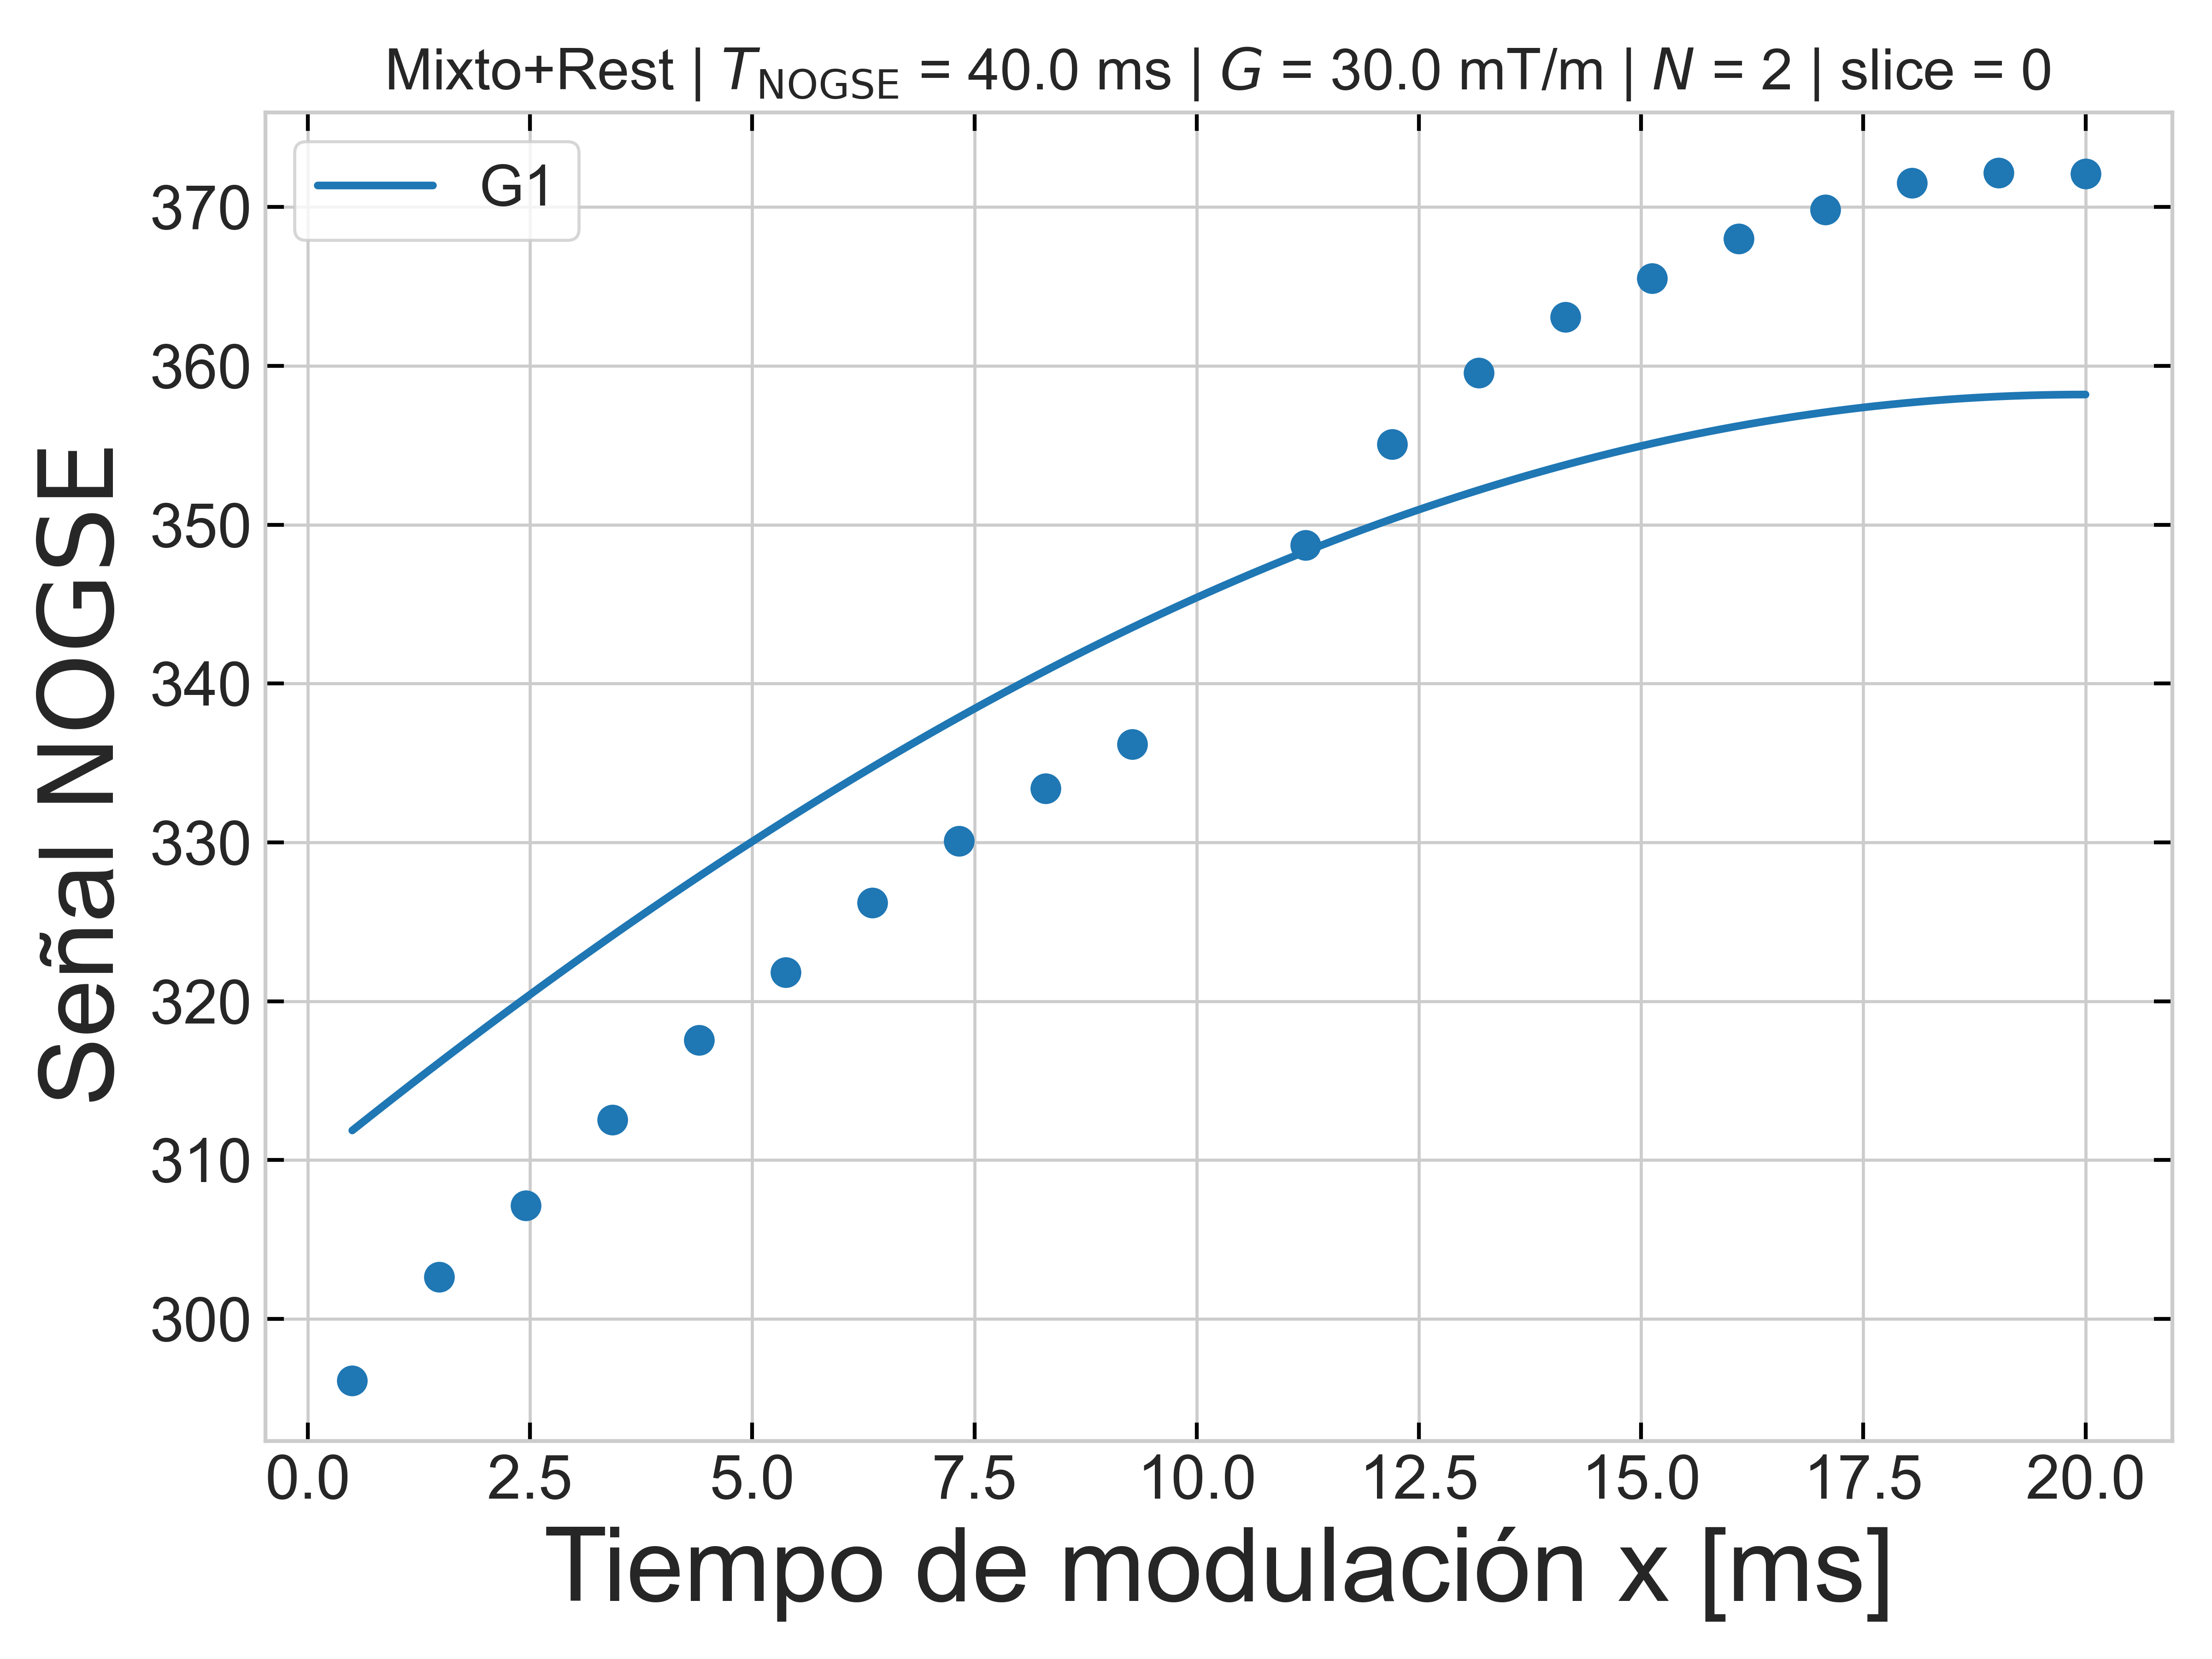 Mixto+Rest | T_NOGSE = 40.0 ms | G = 30.0 mT/m | N = 2 | slice = 0
G1
370
360
350
340
330
320
310
300
Señal NOGSE
0.0 2.5 5.0 7.5 10.0 12.5 15.0 17.5 20.0
Tiempo de modulación x [ms]